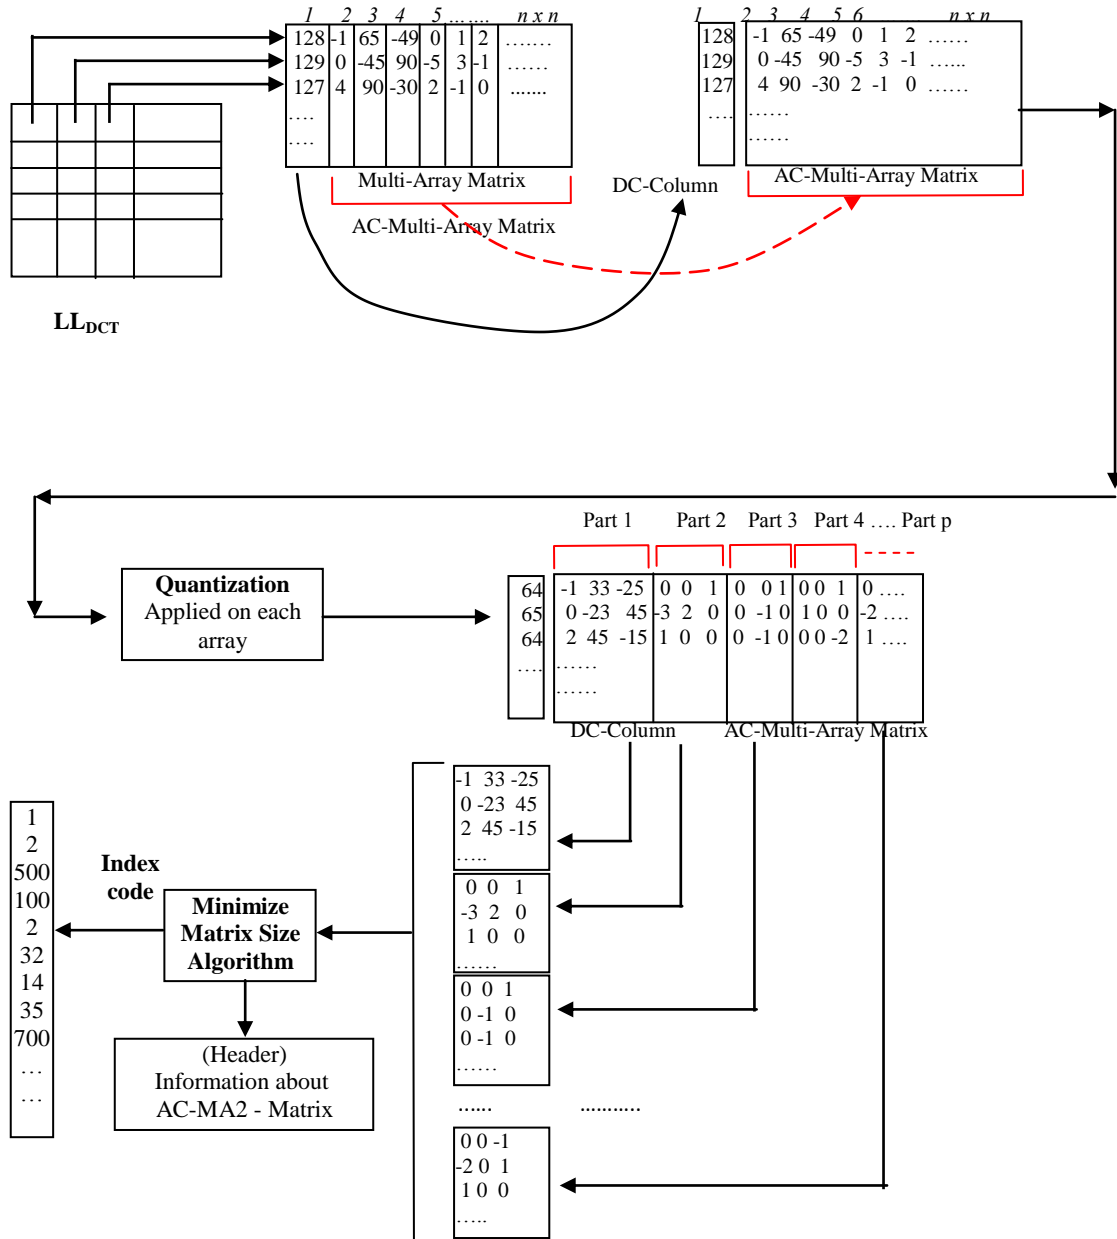 1 2 3 4 5 ... .... n x n
128 -1 65 -49 0 1 2 .......
129 0 -45 90 -5 3 -1 ......
127 4 90 -30 2 -1 0 .......
....
....
Multi-Array Matrix
AC-Multi-Array Matrix
LL_DCT
1 2 3 4 5 6 n x n
128 -1 65 -49 0 1 2 ......
129 0 -45 90 -5 3 -1 ......
127 4 90 -30 2 -1 0 ......
.... ......
......
DC-Column
AC-Multi-Array Matrix
Part 1 Part 2 Part 3 Part 4 .... Part p
Quantization
Applied on each
array
64 -1 33 -25 0 0 1 0 0 1 0 0 1 0 ....
65 0 -23 45 -3 2 0 0 -1 0 1 0 0 -2 ....
64 2 45 -15 1 0 0 0 -1 0 0 0 -2 1 ....
.... ......
......
DC-Column AC-Multi-Array Matrix
-1 33 -25
0 -23 45
2 45 -15
.....
0 0 1
-3 2 0
1 0 0
......
0 0 1
0 -1 0
0 -1 0
......
...... ...........
0 0 -1
-2 0 1
1 0 0
.....
Minimize
Matrix Size
Algorithm
(Header)
Information about
AC-MA2 - Matrix
Index
code
1
2
500
100
2
32
14
35
700
...
...